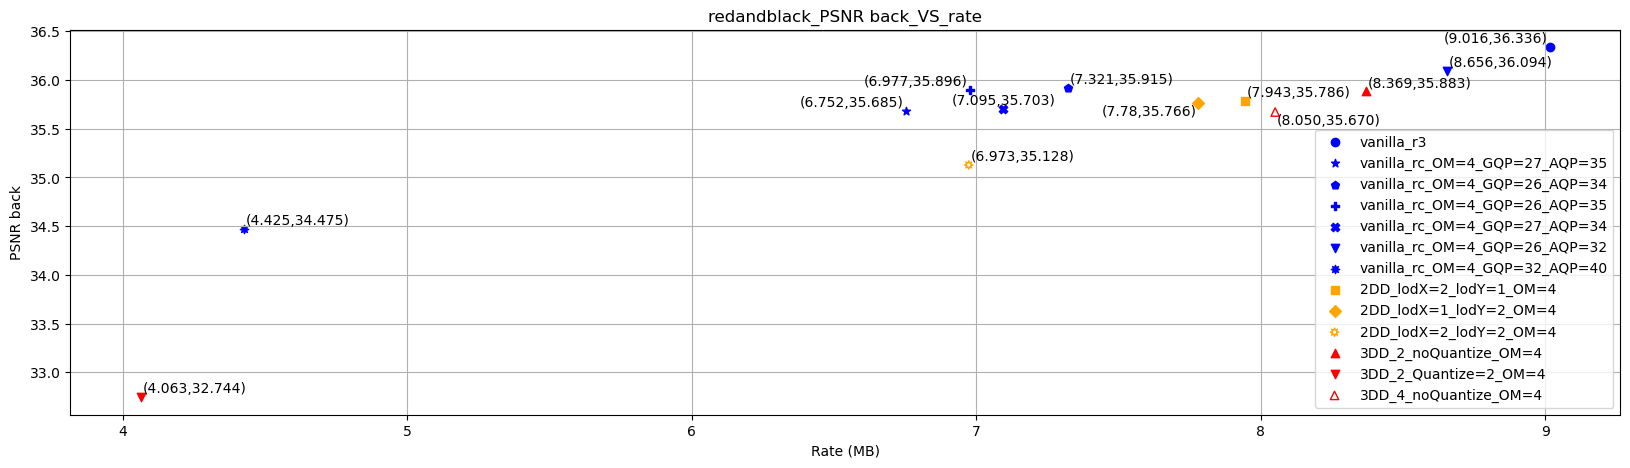 redandblack_PSNR back_VS_rate
36.5
36.0
35.5
35.0
34.5
34.0
33.5
33.0
PSNR back
(9.016,36.336)
(8.656,36.094)
(6.977,35.896)
(7.321,35.915)
(8.369,35.883)
(6.752,35.685)
(7.095,35.703)
(7.943,35.786)
(7.78,35.766)
(8.050,35.670)
(6.973,35.128)
(4.425,34.475)
(4.063,32.744)
vanilla_r3
vanilla_rc_OM=4_GQP=27_AQP=35
vanilla_rc_OM=4_GQP=26_AQP=34
vanilla_rc_OM=4_GQP=26_AQP=35
vanilla_rc_OM=4_GQP=27_AQP=34
vanilla_rc_OM=4_GQP=26_AQP=32
vanilla_rc_OM=4_GQP=32_AQP=40
2DD_lodX=2_lodY=1_OM=4
2DD_lodX=1_lodY=2_OM=4
2DD_lodX=2_lodY=2_OM=4
3DD_2_noQuantize_OM=4
3DD_2_Quantize=2_OM=4
3DD_4_noQuantize_OM=4
4 5 6 7 8 9
Rate (MB)